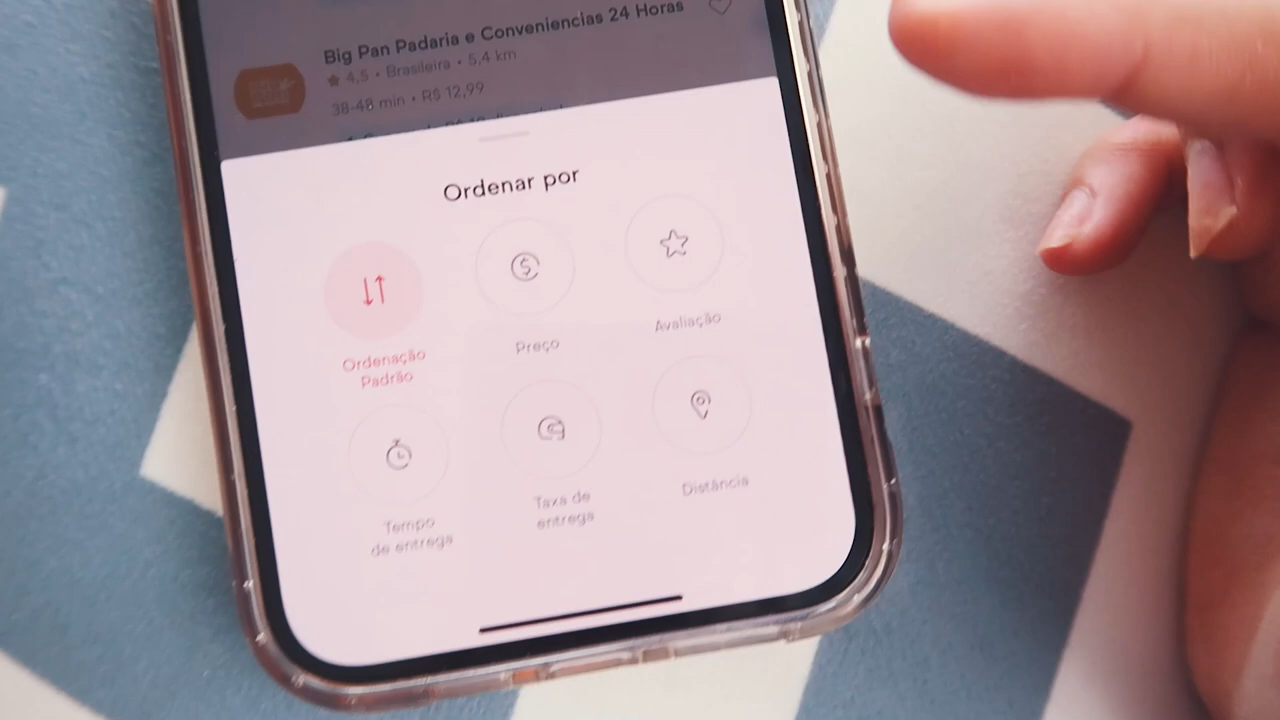 Big Pan Padaria e Conveniencias 24 Horas
4,5 • Brasileira • 5,4 km
38-48 min • R$ 12,99
Ordenar por
Ordenação
Padrão
Preço
Avaliação
Tempo
de entrega
Taxa de
entrega
Distância